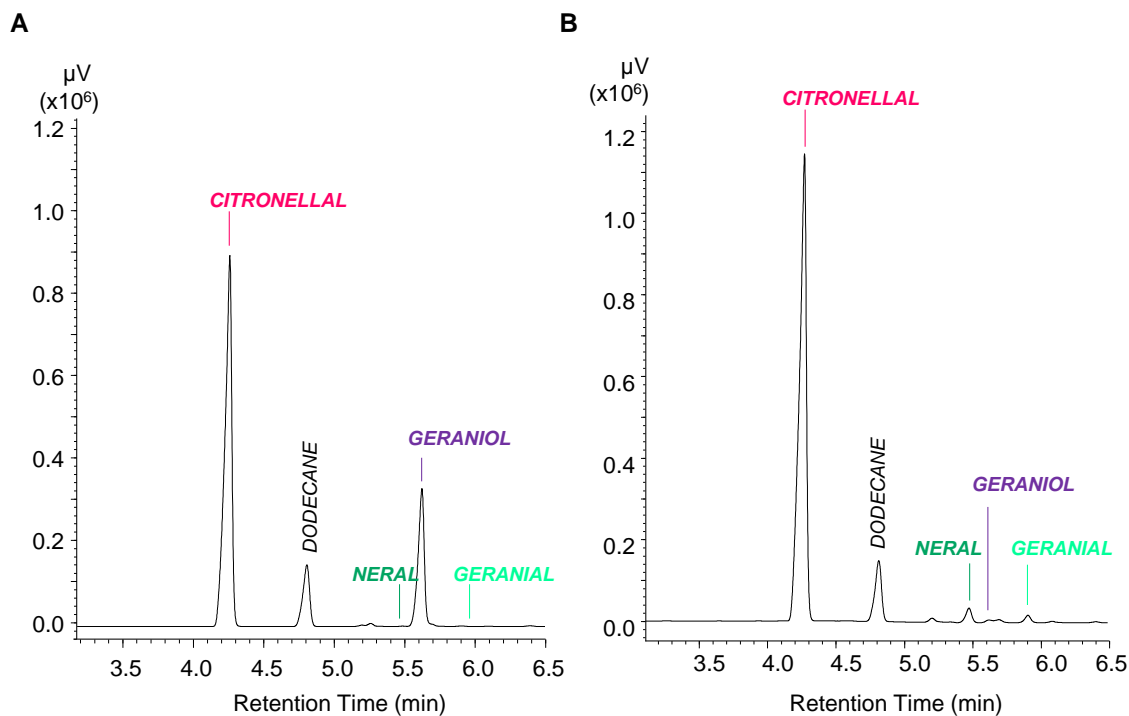 A
µV
(x10⁶)
1.2
1.0
0.8
0.6
0.4
0.2
0.0
CITRONELLAL
DODECANE
GERANIOL
NERAL
GERANIAL
3.5 4.0 4.5 5.0 5.5 6.0 6.5
Retention Time (min)
B
µV
(x10⁶)
1.2
1.0
0.8
0.6
0.4
0.2
0.0
CITRONELLAL
DODECANE
GERANIOL
NERAL
GERANIAL
3.5 4.0 4.5 5.0 5.5 6.0 6.5
Retention Time (min)